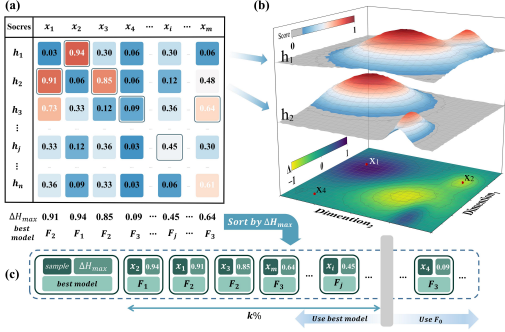 (a)
Socres x₁ x₂ x₃ x₄ ⋯ xᵢ ⋯ xₘ
h₁ 0.03 0.94 0.30 0.06 ⋯ 0.30 ⋯ 0.06
h₂ 0.91 0.06 0.85 0.06 ⋯ 0.12 ⋯ 0.48
h₃ 0.73 0.33 0.12 0.09 ⋯ 0.36 ⋯ 0.64
⋮
hⱼ 0.33 0.12 0.36 0.03 ⋯ 0.45 ⋯ 0.30
⋮
hₙ 0.36 0.09 0.33 0.03 ⋯ 0.06 ⋯ 0.61
ΔHₘₐₓ 0.91 0.94 0.85 0.09 ⋯ 0.45 ⋯ 0.64
best
model F₂ F₁ F₂ F₃ ⋯ Fⱼ ⋯ F₃
(b)
Score
0 1
h₁
h₂
Δ
-1 1
x₁
x₂
x₄
Dimention₂
Dimention₁
Sort by ΔHₘₐₓ
(c)
sample ΔHₘₐₓ
best model
x₂ 0.94 x₁ 0.91 x₃ 0.85 xₘ 0.64 ⋯ xᵢ 0.45 ⋯ ⋯ x₄ 0.09 ⋯
F₁ F₂ F₂ F₃ Fⱼ F₃
k%
Use best model
Use F₀